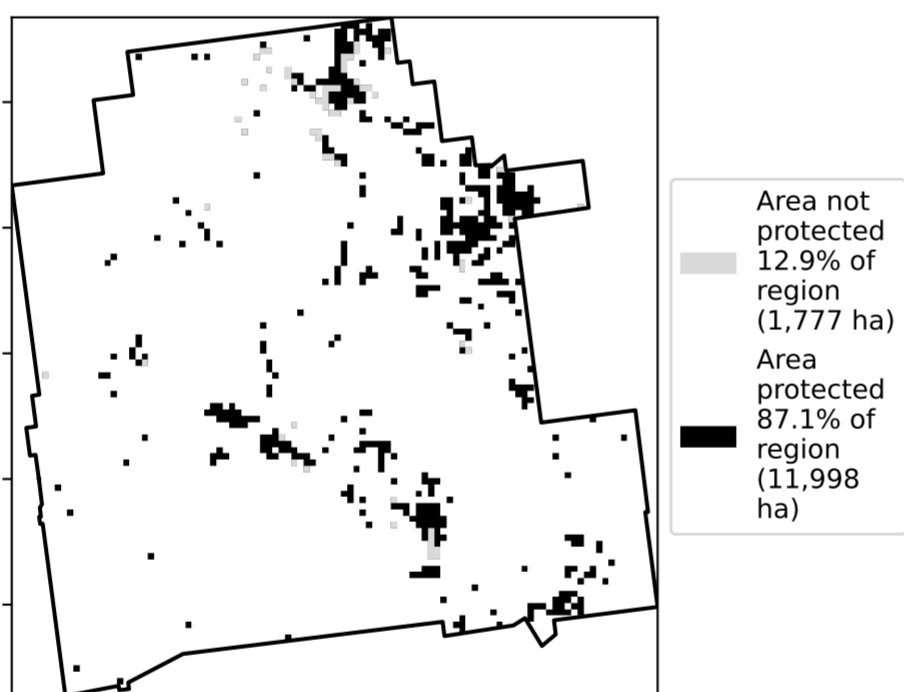 Area not
protected
12.9% of
region
(1,777 ha)
Area
protected
87.1% of
region
(11,998
ha)